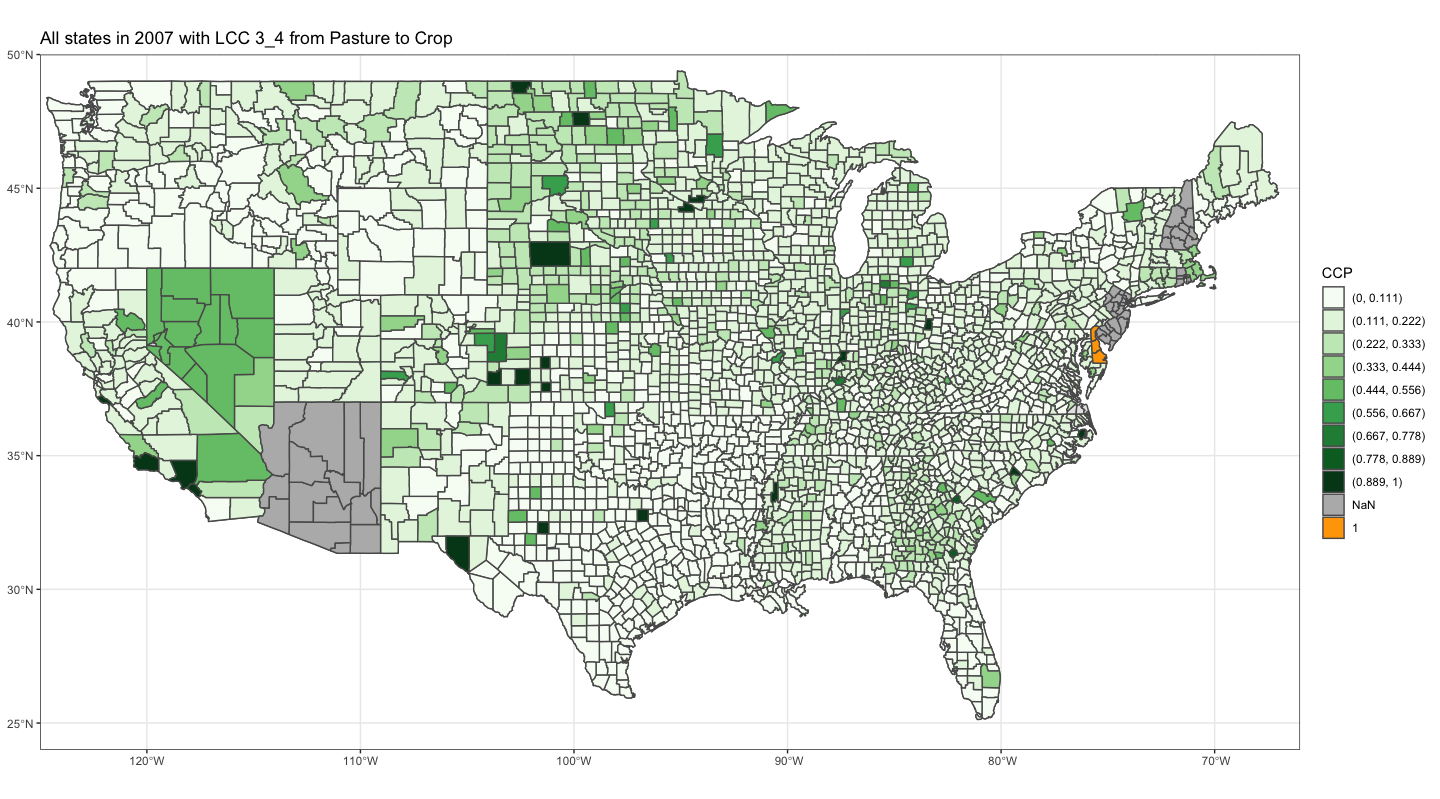 All states in 2007 with LCC 3_4 from Pasture to Crop
50°N
45°N
40°N
35°N
30°N
25°N
120°W
110°W
100°W
90°W
80°W
70°W
CCP
(0, 0.111)
(0.111, 0.222)
(0.222, 0.333)
(0.333, 0.444)
(0.444, 0.556)
(0.556, 0.667)
(0.667, 0.778)
(0.778, 0.889)
(0.889, 1)
NaN
1